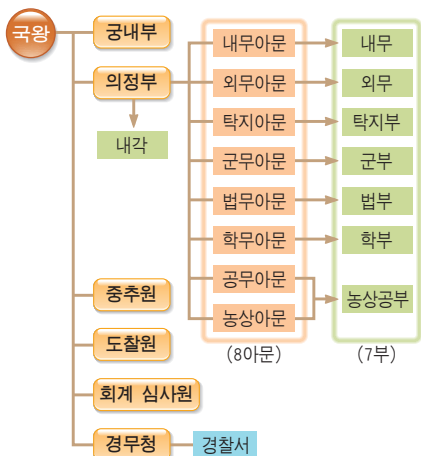 국왕
궁내부
의정부
내각
중추원
도찰원
회계 심사원
경무청
경찰서
내무아문
외무아문
탁지아문
군무아문
법무아문
학무아문
공무아문
농상아문
(8아문)
내무
외무
탁지부
군부
법부
학부
농상공부
(7부)